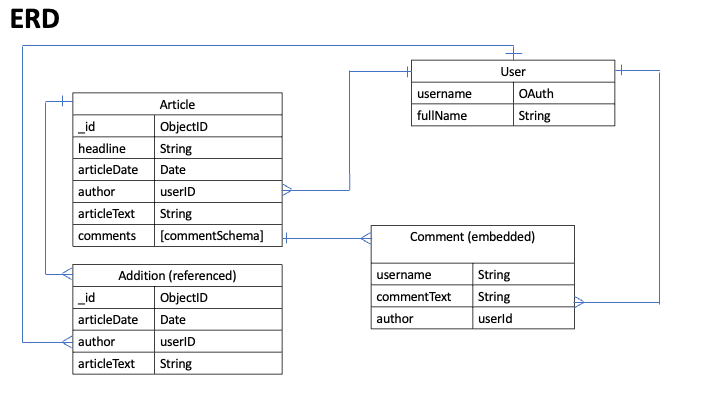 ERD
User
username OAuth
fullName String
Article
_id ObjectID
headline String
articleDate Date
author userID
articleText String
comments [commentSchema]
Comment (embedded)
username String
commentText String
author userId
Addition (referenced)
_id ObjectID
articleDate Date
author userID
articleText String